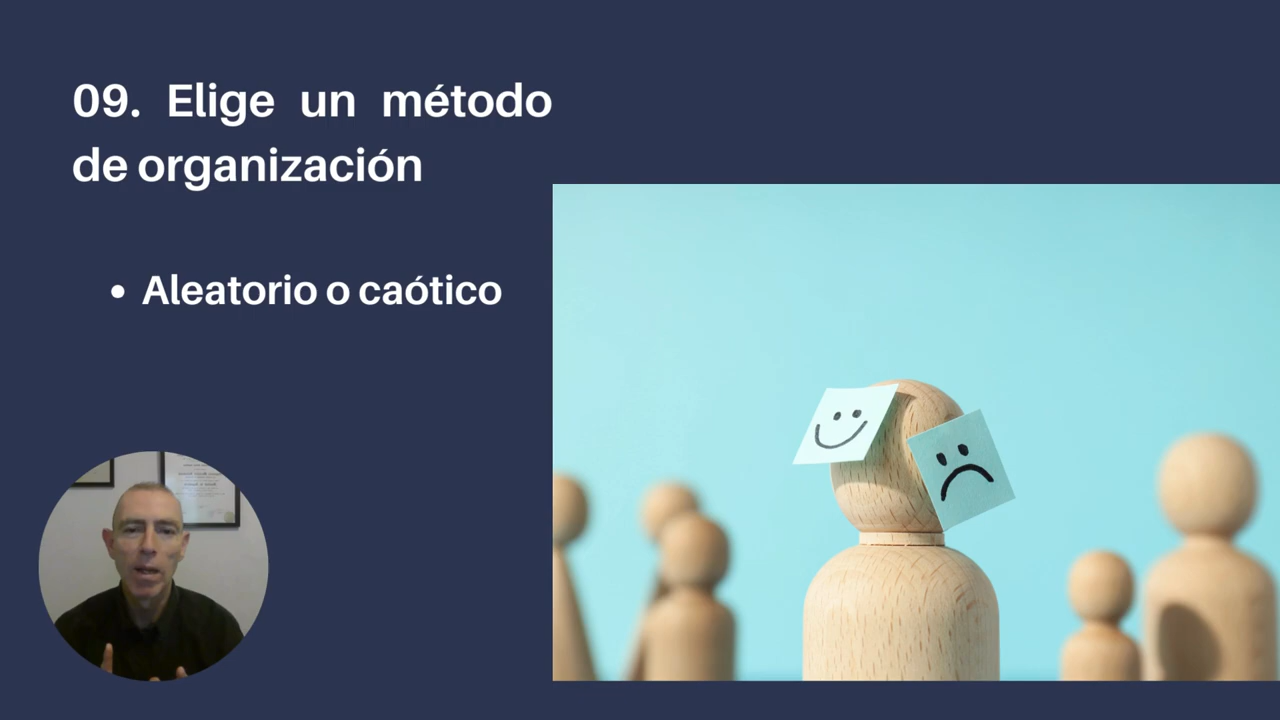 09. Elige un método
de organización
• Aleatorio o caótico